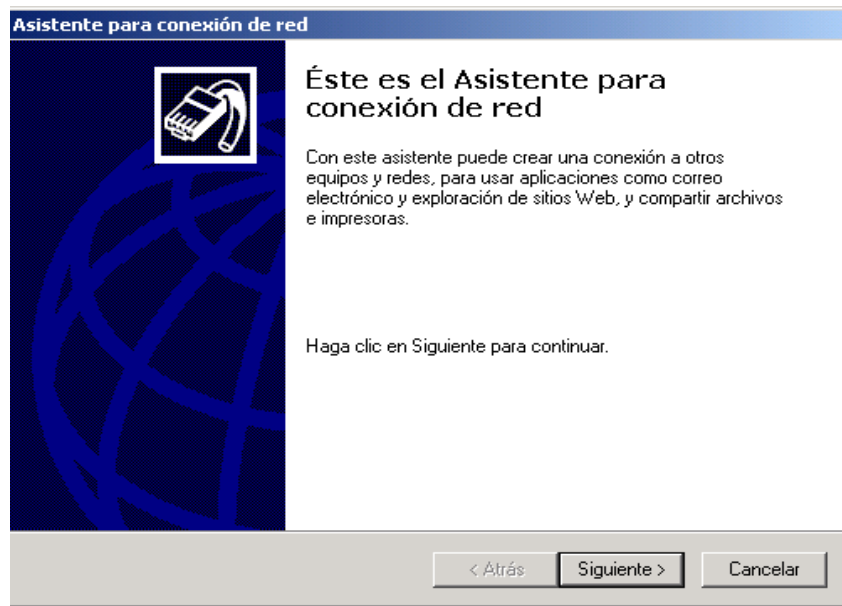 Asistente para conexión de red
Éste es el Asistente para
conexión de red
Con este asistente puede crear una conexión a otros
equipos y redes, para usar aplicaciones como correo
electrónico y exploración de sitios Web, y compartir archivos
e impresoras.
Haga clic en Siguiente para continuar.
< Atrás Siguiente > Cancelar